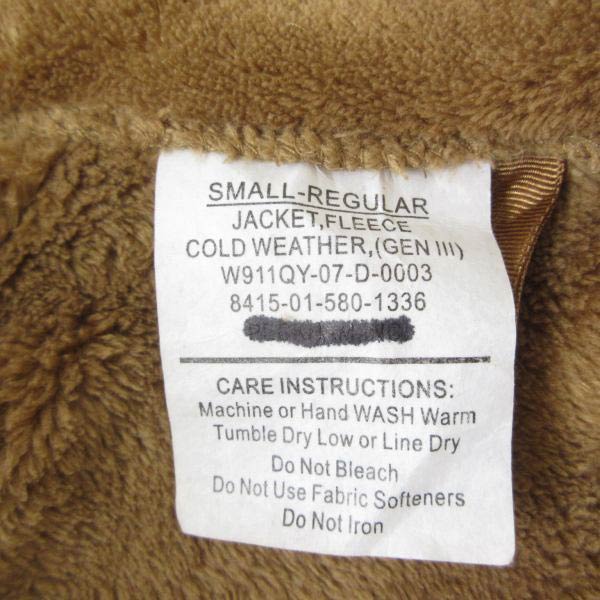 SMALL-REGULAR
JACKET,FLEECE
COLD WEATHER,(GEN III)
W911QY-07-D-0003
8415-01-580-1336
CARE INSTRUCTIONS:
Machine or Hand WASH Warm
Tumble Dry Low or Line Dry
Do Not Bleach
Do Not Use Fabric Softeners
Do Not Iron